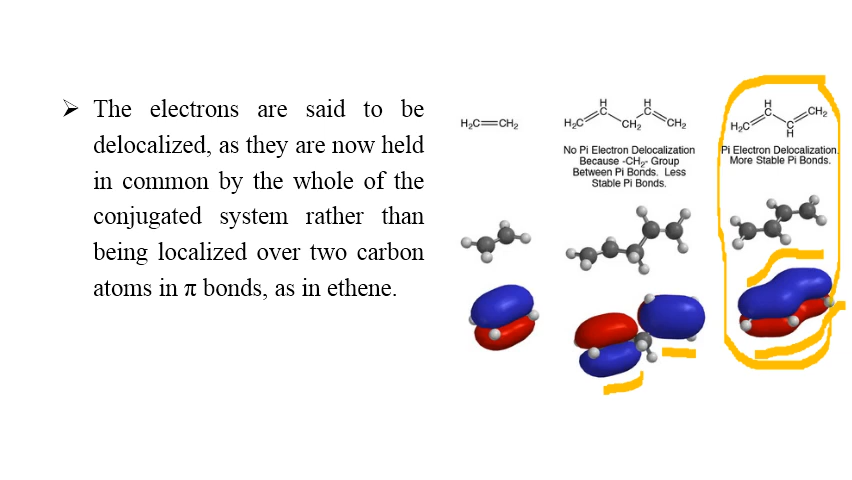 ➢ The electrons are said to be
delocalized, as they are now held
in common by the whole of the
conjugated system rather than
being localized over two carbon
atoms in π bonds, as in ethene.
H₂C=CH₂
H
H
H₂C
CH₂
CH₂
No Pi Electron Delocalization
Because -CH₂- Group
Between Pi Bonds. Less
Stable Pi Bonds.
H
CH₂
H₂C
C
H
Pi Electron Delocalization.
More Stable Pi Bonds.